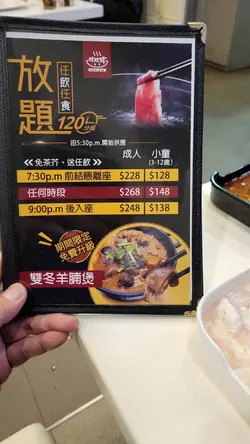 放題
任飲任食
120分鐘
由5:30p.m.開始供應
≪免茶芥、送任飲≫ 成人 小童
(3-12歲)
7:30p.m 前結賬離座 $228 $128
任何時段 $268 $148
9:00p.m 後入座 $248 $138
期間限定
免費升級
雙冬羊腩煲